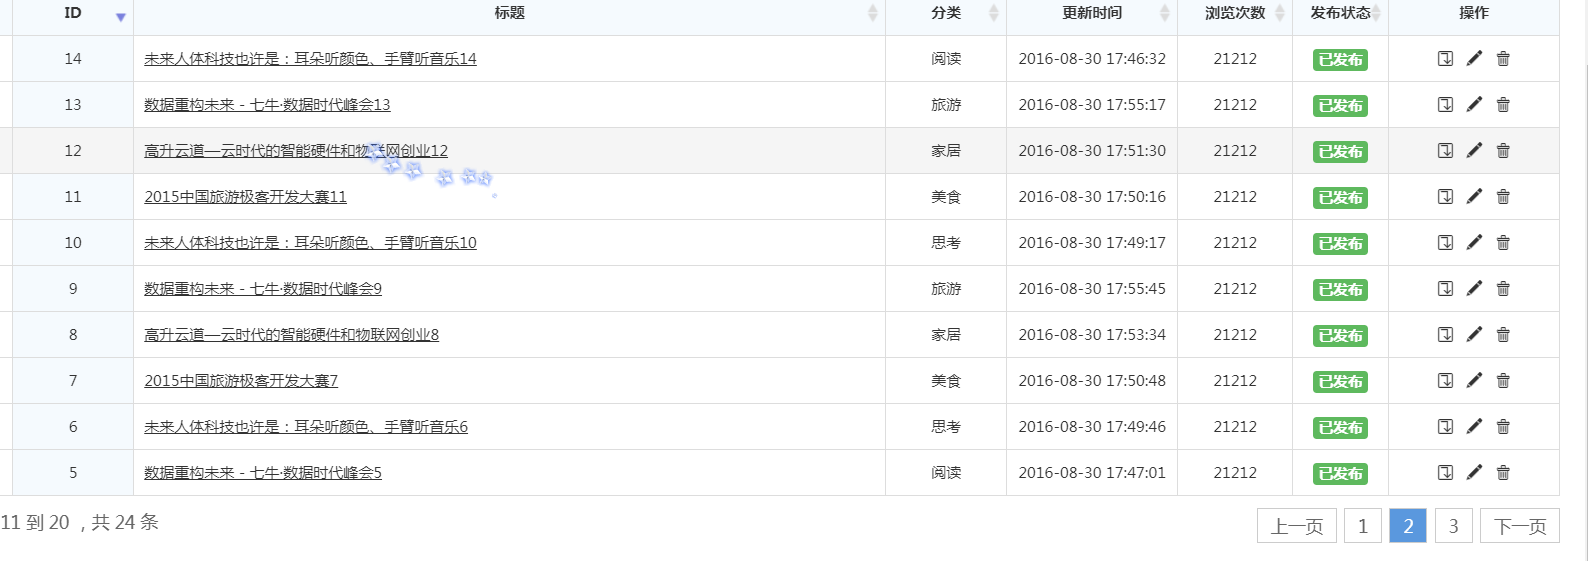 ID 标题 分类 更新时间 浏览次数 发布状态 操作
14 未来人体科技也许是：耳朵听颜色、手臂听音乐14 阅读 2016-08-30 17:46:32 21212 已发布
13 数据重构未来 - 七牛·数据时代峰会13 旅游 2016-08-30 17:55:17 21212 已发布
12 高升云道—云时代的智能硬件和物联网创业12 家居 2016-08-30 17:51:30 21212 已发布
11 2015中国旅游极客开发大赛11 美食 2016-08-30 17:50:16 21212 已发布
10 未来人体科技也许是：耳朵听颜色、手臂听音乐10 思考 2016-08-30 17:49:17 21212 已发布
9 数据重构未来 - 七牛·数据时代峰会9 旅游 2016-08-30 17:55:45 21212 已发布
8 高升云道—云时代的智能硬件和物联网创业8 家居 2016-08-30 17:53:34 21212 已发布
7 2015中国旅游极客开发大赛7 美食 2016-08-30 17:50:48 21212 已发布
6 未来人体科技也许是：耳朵听颜色、手臂听音乐6 思考 2016-08-30 17:49:46 21212 已发布
5 数据重构未来 - 七牛·数据时代峰会5 阅读 2016-08-30 17:47:01 21212 已发布
11 到 20 ，共 24 条 上一页 1 2 3 下一页